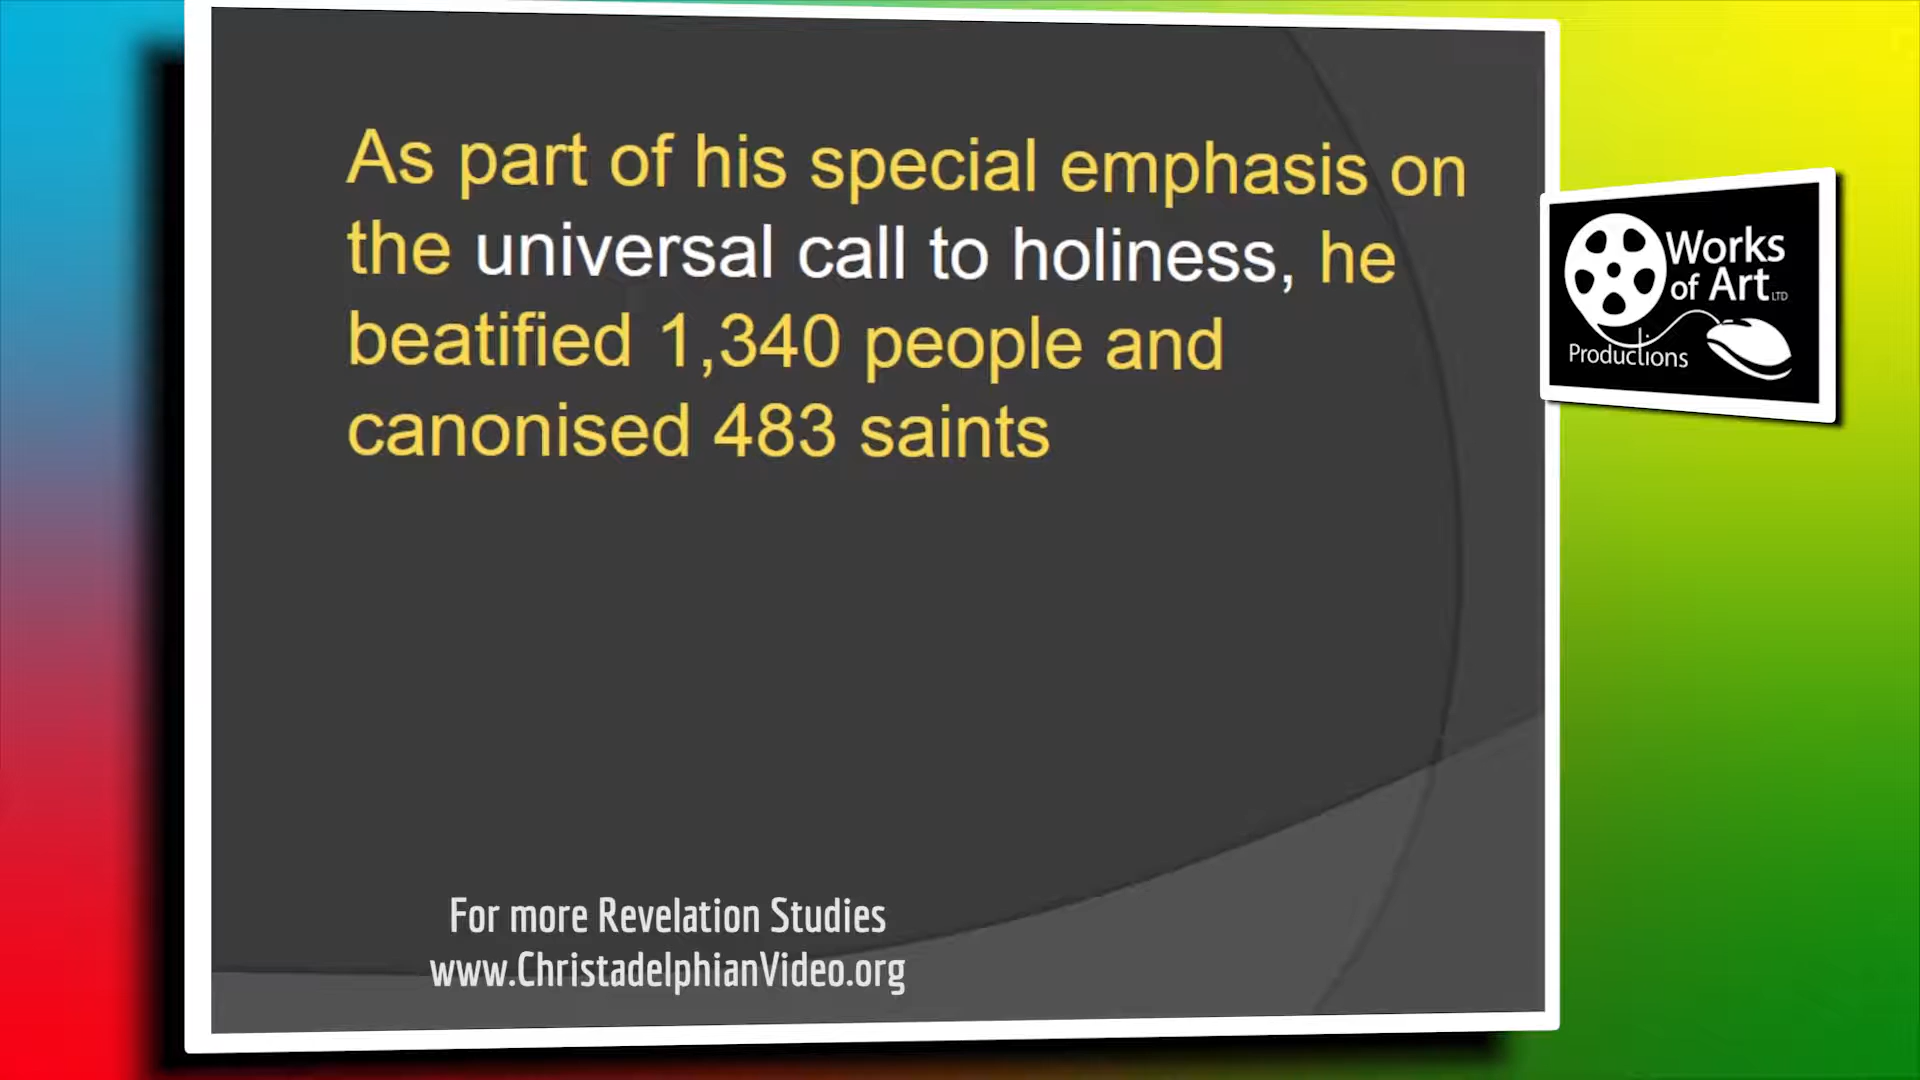 As part of his special emphasis on
the universal call to holiness, he
beatified 1,340 people and
canonised 483 saints
Works
of Art LTD
Productions
For more Revelation Studies
www.ChristadelphianVideo.org